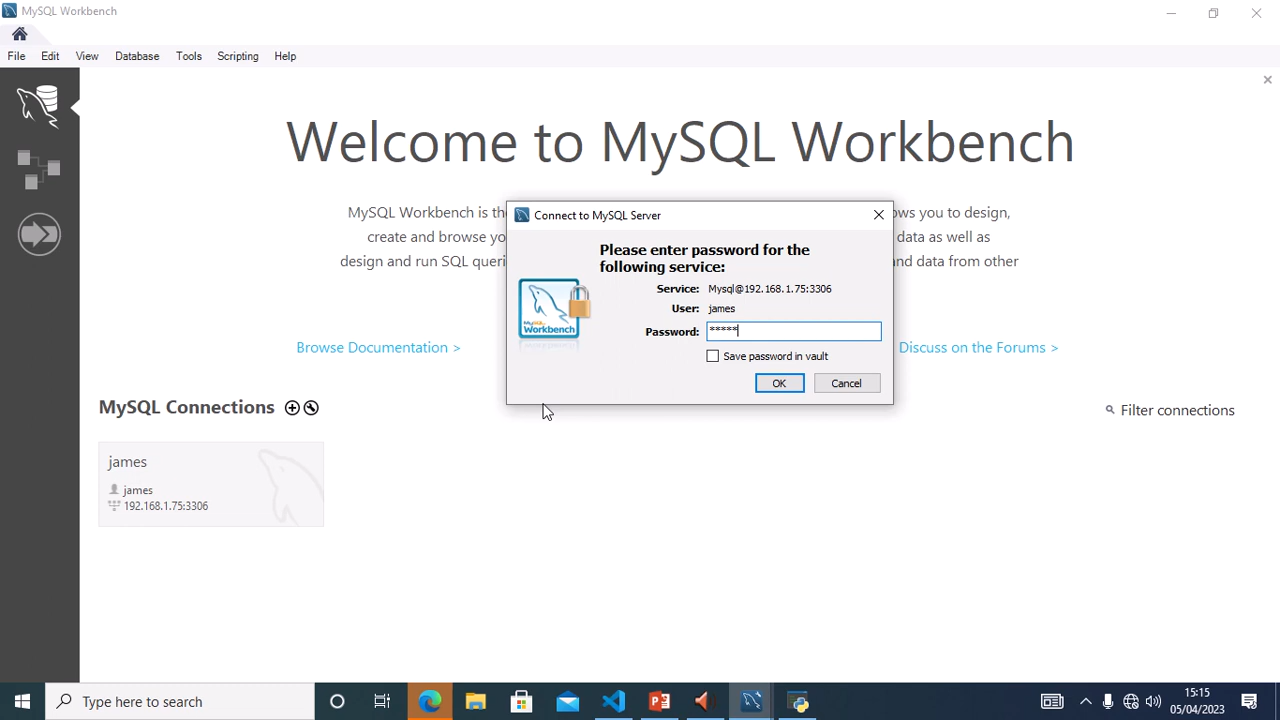 MySQL Workbench
File Edit View Database Tools Scripting Help
Welcome to MySQL Workbench
MySQL Workbench is the
ows you to design,
create and browse yo
data as well as
design and run SQL queri
nd data from other
Browse Documentation >
Discuss on the Forums >
Connect to MySQL Server
Please enter password for the
following service:
Service: Mysql@192.168.1.75:3306
User: james
Password: *****
Save password in vault
OK Cancel
MySQL
Workbench
MySQL Connections
Filter connections
james
james
192.168.1.75:3306
Type here to search
15:15
05/04/2023